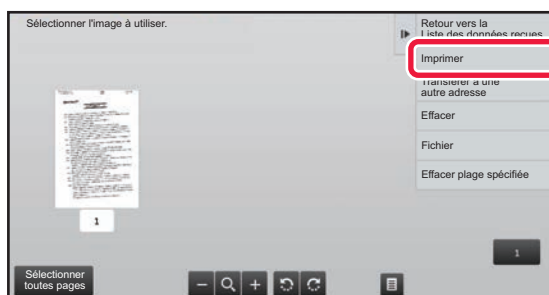 Sélectionner l'image à utiliser.
Retour vers la
Liste des données reçues
Imprimer
Transférer à une
autre adresse
Effacer
Fichier
Effacer plage spécifiée
1
1
Sélectionner
toutes pages